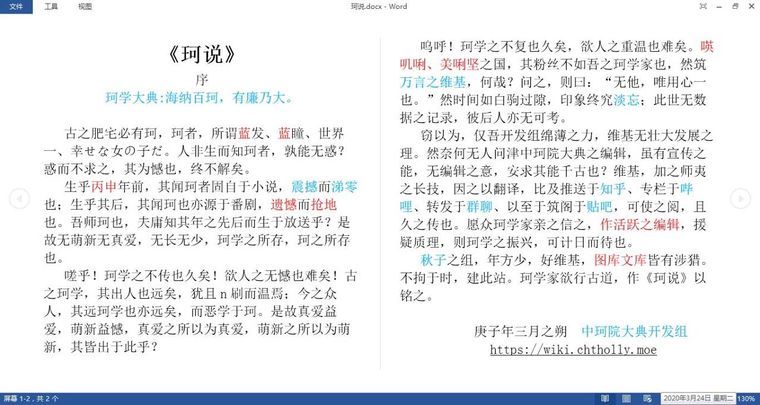 珂说.docx - Word
文件 工具 视图
《珂说》
序
珂学大典:海纳百珂，有廉乃大。
古之肥宅必有珂，珂者，所谓蓝发、蓝瞳、世界
一、幸せな女の子だ。人非生而知珂者，孰能无惑？
惑而不求之，其为憾也，终不解矣。
生乎丙申年前，其闻珂者固自于小说，震撼而涕零
也；生乎其后，其闻珂也亦源于番剧，遗憾而抢地
也。吾师珂也，夫庸知其年之先后而生于放送乎？是
故无萌新无真爱，无长无少，珂学之所存，珂之所存
也。
嗟乎！珂学之不传也久矣！欲人之无憾也难矣！古
之珂学，其出人也远矣，犹且n刷而温焉；今之众
人，其远珂学也亦远矣，而恶学于珂。是故真爱益
爱，萌新益憾，真爱之所以为真爱，萌新之所以为萌
新，其皆出于此乎？
呜呼！珂学之不复也久矣，欲人之重温也难矣。暎
叽唎、美唎坚之国，其粉丝不如吾之珂学家也，然筑
万言之维基，何哉？问之，则曰：“无他，唯用心一
也。”然时间如白驹过隙，印象终究淡忘；此世无数
据之记录，彼后人亦无可考。
窃以为，仅吾开发组绵薄之力，维基无壮大发展之
理。然奈何无人问津中珂院大典之编辑，虽有宣传之
能，无编辑之意，安求其能千古也？维基，加之师夷
之长技，因之以翻译，比及推送于知乎、专栏于哔
哩、转发于群聊、以至于筑阁于贴吧，可使之阅，且
久之传也。愿众珂学家亲之信之，作活跃之编辑，援
疑质理，则珂学之振兴，可计日而待也。
秋子之组，年方少，好维基，图库文库皆有涉猎。
不拘于时，建此站。珂学家欲行古道，作《珂说》以
铭之。
庚子年三月之朔 中珂院大典开发组
https://wiki.chtholly.moe
屏幕 1-2，共 2 个
2020年3月24日 星期二
130%